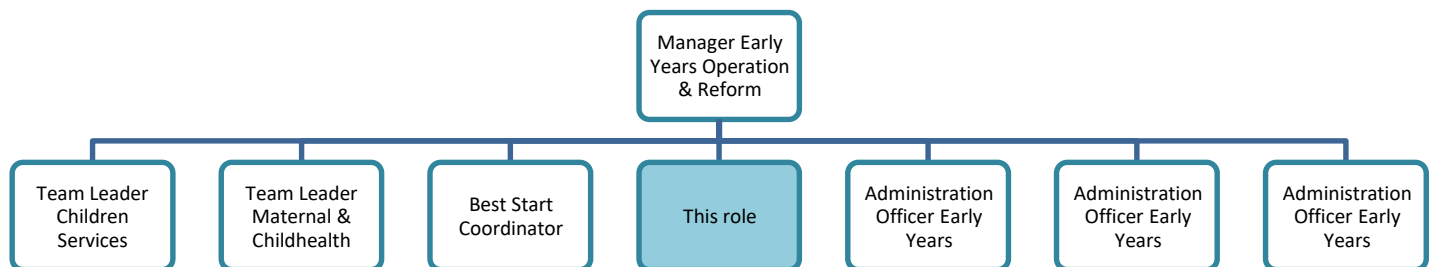 Manager Early
Years Operation
& Reform
Team Leader
Children
Services
Team Leader
Maternal &
Childhealth
Best Start
Coordinator
This role
Administration
Officer Early
Years
Administration
Officer Early
Years
Administration
Officer Early
Years